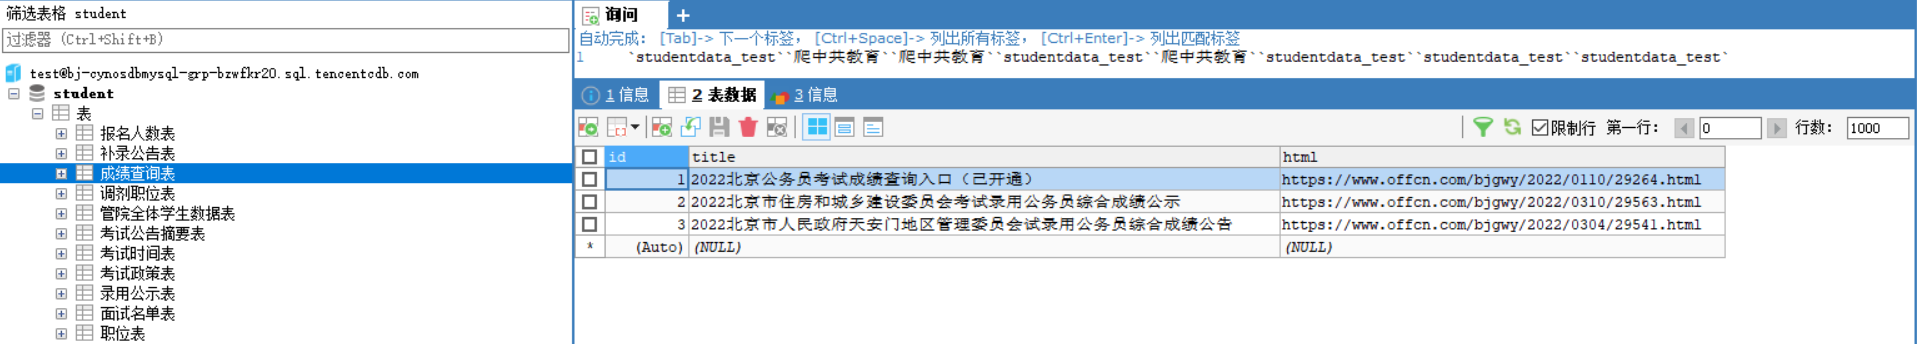 筛选表格 student
过滤器 (Ctrl+Shift+B)
test@bj-cynosdbmysql-grp-bzwfkr20.sql.tencentcdb.com
student
表
报名人数表
补录公告表
成绩查询表
调剂职位表
管院全体学生数据表
考试公告摘要表
考试时间表
考试政策表
录用公示表
面试名单表
职位表
询问 +
自动完成: [Tab]-> 下一个标签, [Ctrl+Space]-> 列出所有标签, [Ctrl+Enter]-> 列出匹配标签
1 `studentdata_test``爬中共教育``爬中共教育``studentdata_test``爬中共教育``studentdata_test``studentdata_test``studentdata_test`
1 信息 2 表数据 3 信息
限制行 第一行: 0 行数: 1000
id title html
1 2022北京公务员考试成绩查询入口（已开通） https://www.offcn.com/bjgwy/2022/0110/29264.html
2 2022北京市住房和城乡建设委员会考试录用公务员综合成绩公示 https://www.offcn.com/bjgwy/2022/0310/29563.html
3 2022北京市人民政府天安门地区管理委员会试录用公务员综合成绩公告 https://www.offcn.com/bjgwy/2022/0304/29541.html
* (Auto) (NULL) (NULL)